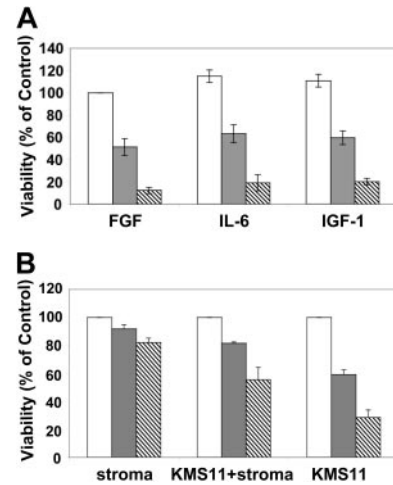 A
Viability (% of Control)
140
120
100
80
60
40
20
0
FGF IL-6 IGF-1
B
Viability (% of Control)
120
100
80
60
40
20
0
stroma KMS11+stroma KMS11